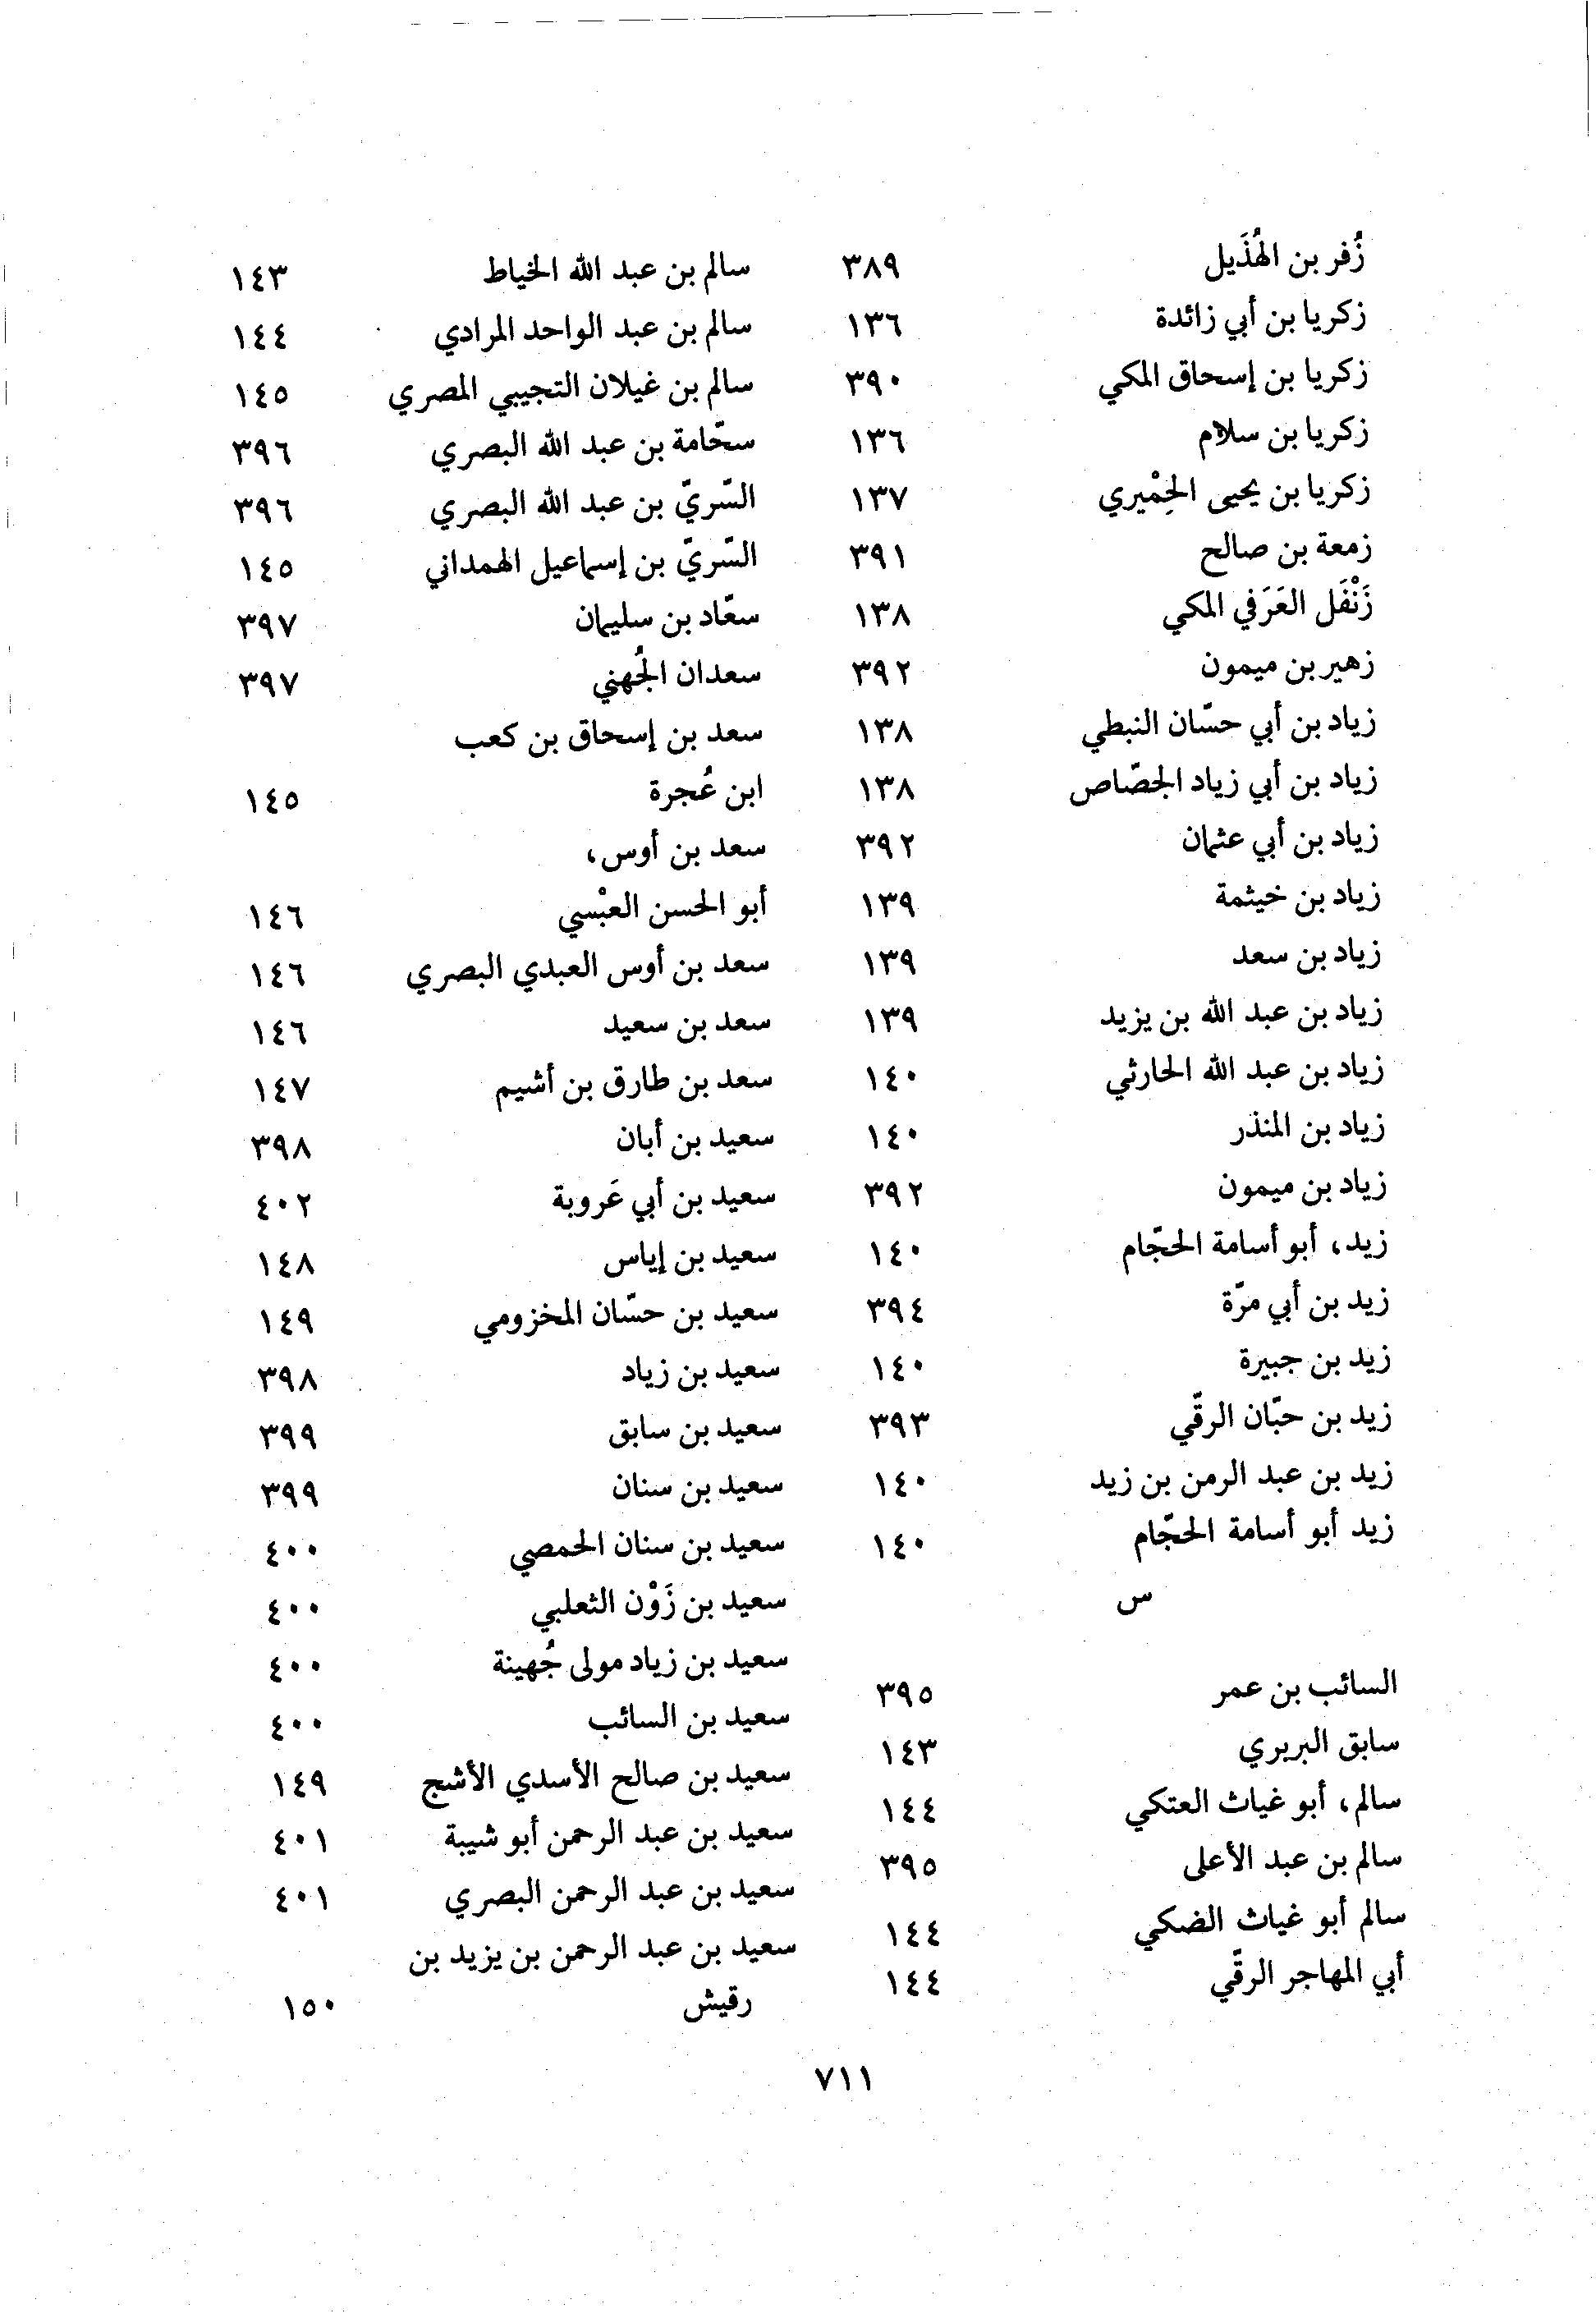 زُفر بن الهُذَيل ٣٨٩
زكريا بن أبي زائدة ١٣٦
زكريا بن إسحاق المكي ٣٩٠
زكريا بن سلام ١٣٦
زكريا بن يحيى الحِمْيري ١٣٧
زمعة بن صالح ٣٩١
زَنْفَل العَرَفي المكي ١٣٨
زهير بن ميمون ٣٩٢
زياد بن أبي حسّان النبطي ١٣٨
زياد بن أبي زياد الجصّاص ١٣٨
زياد بن أبي عثمان ٣٩٢
زياد بن خيثمة ١٣٩
زياد بن سعد ١٣٩
زياد بن عبد الله بن يزيد ١٣٩
زياد بن عبد الله الحارثي ١٤٠
زياد بن المنذر ١٤٠
زياد بن ميمون ٣٩٢
زيد، أبو أسامة الحجّام ١٤٠
زيد بن أبي مرّة ٣٩٤
زيد بن جبيرة ١٤٠
زيد بن حبّان الرقّي ٣٩٣
زيد بن عبد الرمن بن زيد ١٤٠
زيد أبو أسامة الحجّام ١٤٠
س
السائب بن عمر ٣٩٥
سابق البربري ١٤٣
سالم، أبو غياث العتكي ١٤٤
سالم بن عبد الأعلى ٣٩٥
سالم أبو غياث الضكي ١٤٤
أبي المهاجر الرقّي ١٤٤
سالم بن عبد الله الخياط ١٤٣
سالم بن عبد الواحد المرادي ١٤٤
سالم بن غيلان التجيبي المصري ١٤٥
سحّامة بن عبد الله البصري ٣٩٦
السّريّ بن عبد الله البصري ٣٩٦
السّريّ بن إسماعيل الهمداني ١٤٥
سعّاد بن سليمان ٣٩٧
سعدان الجُهني ٣٩٧
سعد بن إسحاق بن كعب
ابن عُجرة ١٤٥
سعد بن أوس،
أبو الحسن العبْسي ١٤٦
سعد بن أوس العبدي البصري ١٤٦
سعد بن سعيد ١٤٦
سعد بن طارق بن أشيم ١٤٧
سعيد بن أبان ٣٩٨
سعيد بن أبي عَروبة ٤٠٢
سعيد بن إياس ١٤٨
سعيد بن حسّان المخزومي ١٤٩
سعيد بن زياد ٣٩٨
سعيد بن سابق ٣٩٩
سعيد بن سنان ٣٩٩
سعيد بن سنان الحمصي ٤٠٠
سعيد بن زَوْن الثعلبي ٤٠٠
سعيد بن زياد مولى جُهينة ٤٠٠
سعيد بن السائب ٤٠٠
سعيد بن صالح الأسدي الأشج ١٤٩
سعيد بن عبد الرحمن أبو شيبة ٤٠١
سعيد بن عبد الرحمن البصري ٤٠١
سعيد بن عبد الرحمن بن يزيد بن
رقيش ١٥٠
٧١١